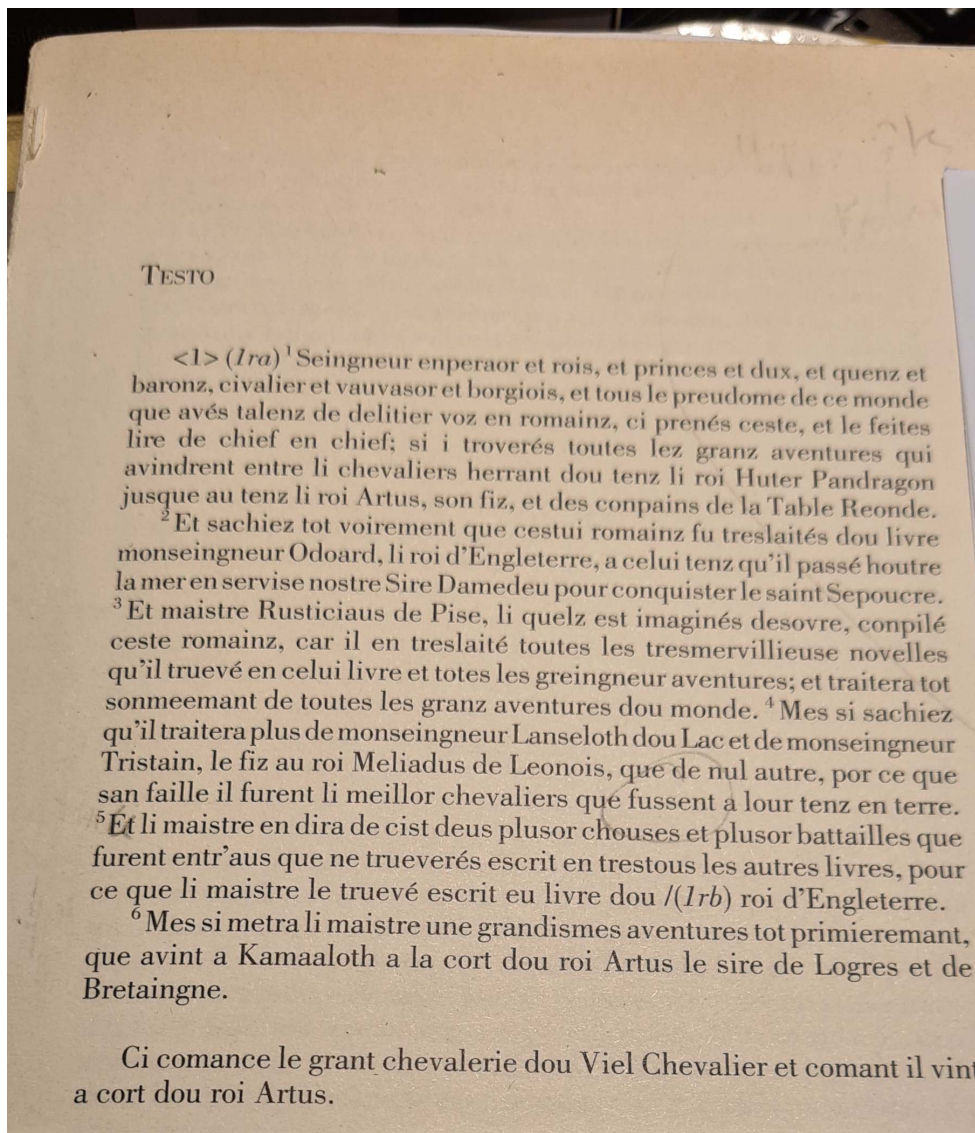 TESTO
<1> (1ra) ¹Seingneur enperaor et rois, et princes et dux, et quenz et
baronz, civalier et vauvasor et borgiois, et tous le preudome de ce monde
que avés talenz de delitier voz en romainz, ci prenés ceste, et le feites
lire de chief en chief; si i troverés toutes lez granz aventures qui
avindrent entre li chevaliers herrant dou tenz li roi Huter Pandragon
jusque au tenz li roi Artus, son fiz, et des conpains de la Table Reonde.
²Et sachiez tot voirement que cestui romainz fu treslaités dou livre
monseingneur Odoard, li roi d'Engleterre, a celui tenz qu'il passé houtre
la mer en servise nostre Sire Damedeu pour conquister le saint Sepoucre.
³Et maistre Rusticiaus de Pise, li quelz est imaginés desovre, conpilé
ceste romainz, car il en treslaité toutes les tresmervillieuse novelles
qu'il truevé en celui livre et totes les greingneur aventures; et traitera tot
sonmeemant de toutes les granz aventures dou monde. ⁴Mes si sachiez
qu'il traitera plus de monseingneur Lanseloth dou Lac et de monseingneur
Tristain, le fiz au roi Meliadus de Leonois, que de nul autre, por ce que
san faille il furent li meillor chevaliers que fussent a lour tenz en terre.
⁵Et li maistre en dira de cist deus plusor chouses et plusor battailles que
furent entr'aus que ne trueverés escrit en trestous les autres livres, pour
ce que li maistre le truevé escrit eu livre dou /(1rb) roi d'Engleterre.
⁶Mes si metra li maistre une grandismes aventures tot primieremant,
que avint a Kamaaloth a la cort dou roi Artus le sire de Logres et de
Bretaingne.
Ci comance le grant chevalerie dou Viel Chevalier et comant il vint
a cort dou roi Artus.